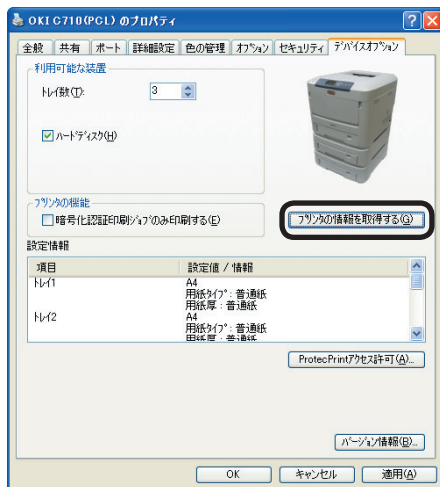 OKI C710(PCL) のプロパティ
全般 共有 ポート 詳細設定 色の管理 オプション セキュリティ デバイスオプション
利用可能な装置
トレイ数(T): 3
ハードディスク(H)
プリンタの機能
暗号化認証印刷ジョブのみ印刷する(E)
プリンタの情報を取得する(G)
設定情報
項目 設定値 / 情報
トレイ1 A4
用紙タイプ: 普通紙
用紙厚: 普通紙
トレイ2 A4
用紙タイプ: 普通紙
用紙厚: 普通紙
ProtecPrintアクセス許可(A)...
バージョン情報(B)...
OK キャンセル 適用(A)